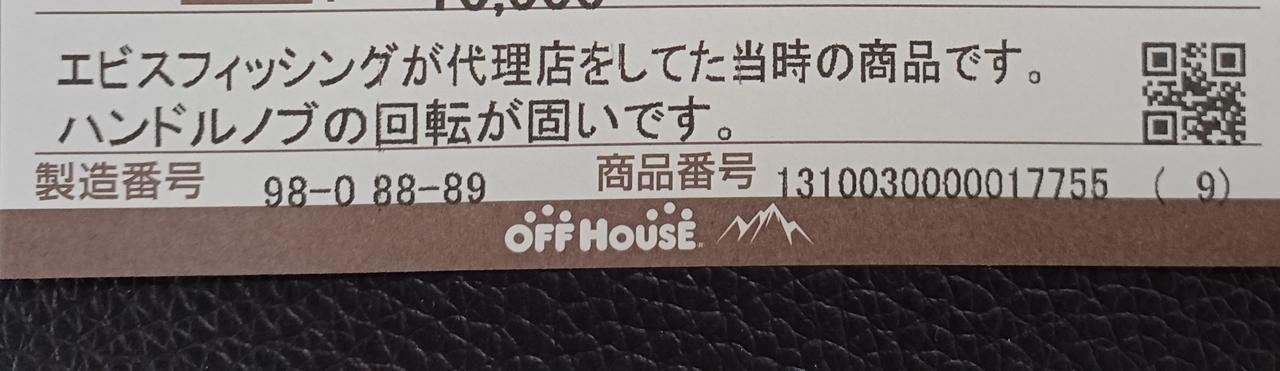 エビスフィッシングが代理店をしてた当時の商品です。
ハンドルノブの回転が固いです。
製造番号 98-0 88-89 商品番号 1310030000017755 ( 9)
OFF HOUSE